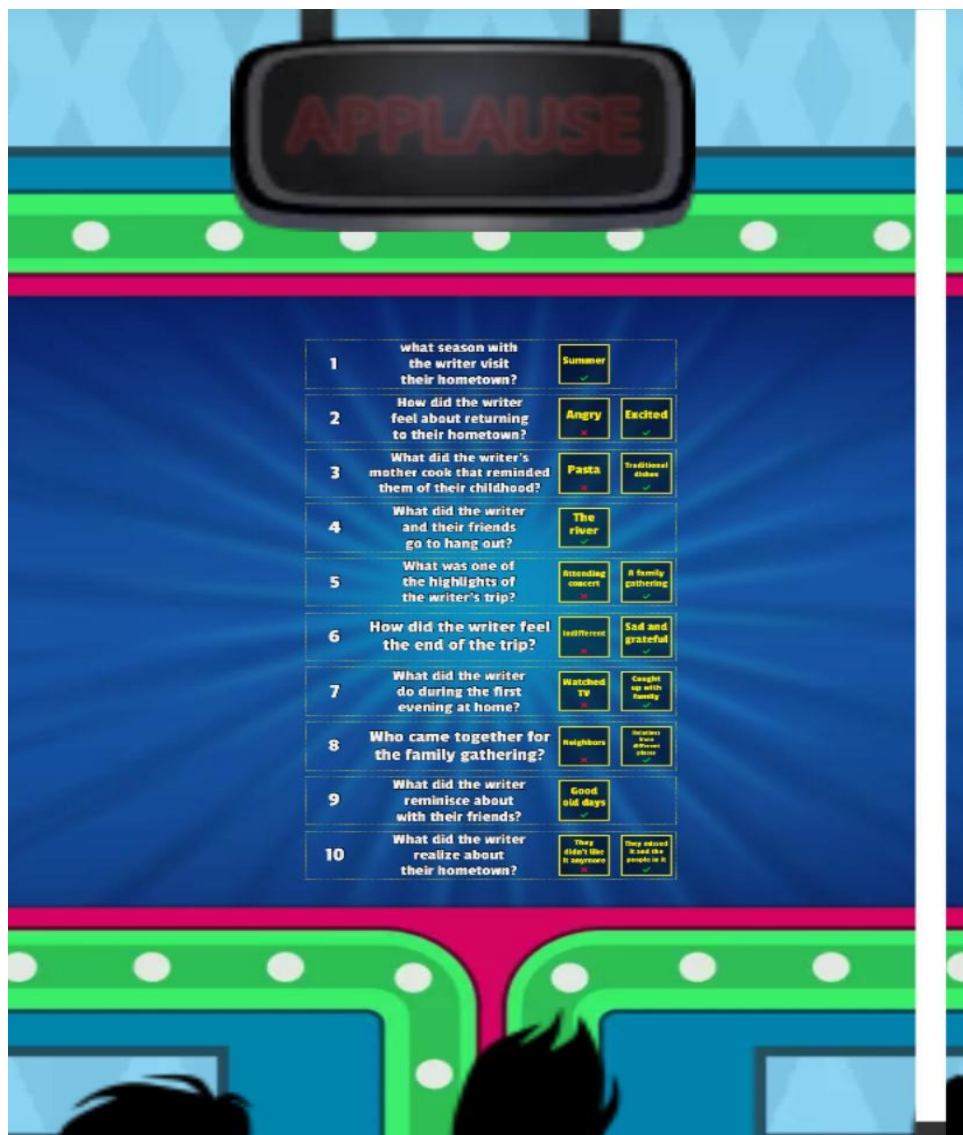 APPLAUSE
1
what season with
the writer visit
their hometown?
Summer
2
How did the writer
feel about returning
to their hometown?
Angry
Excited
3
What did the writer's
mother cook that reminded
them of their childhood?
Pasta
Traditional
dishes
4
What did the writer
and their friends
go to hang out?
The
river
5
What was one of
the highlights of
the writer's trip?
Attending
concert
A family
gathering
6
How did the writer feel
the end of the trip?
Indifferent
Sad and
grateful
7
What did the writer
do during the first
evening at home?
Watched
TV
Caught
up with
family
8
Who came together for
the family gathering?
Neighbors
from
different
places
9
What did the writer
reminisce about
with their friends?
Good
old days
10
What did the writer
realize about
their hometown?
They
didn't like
it anymore
They missed
it and the
people in it